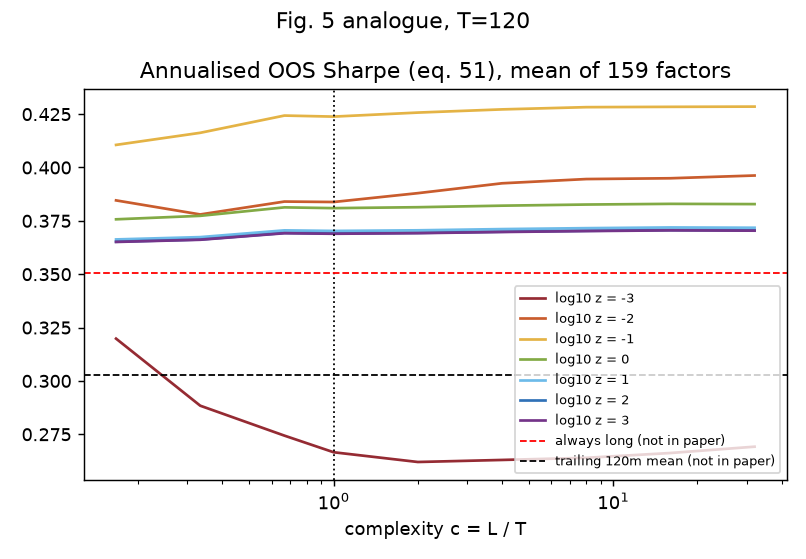 Fig. 5 analogue, T=120
Annualised OOS Sharpe (eq. 51), mean of 159 factors
0.425
0.400
0.375
0.350
0.325
0.300
0.275
log10 z = -3
log10 z = -2
log10 z = -1
log10 z = 0
log10 z = 1
log10 z = 2
log10 z = 3
always long (not in paper)
trailing 120m mean (not in paper)
10⁰
10¹
complexity c = L / T